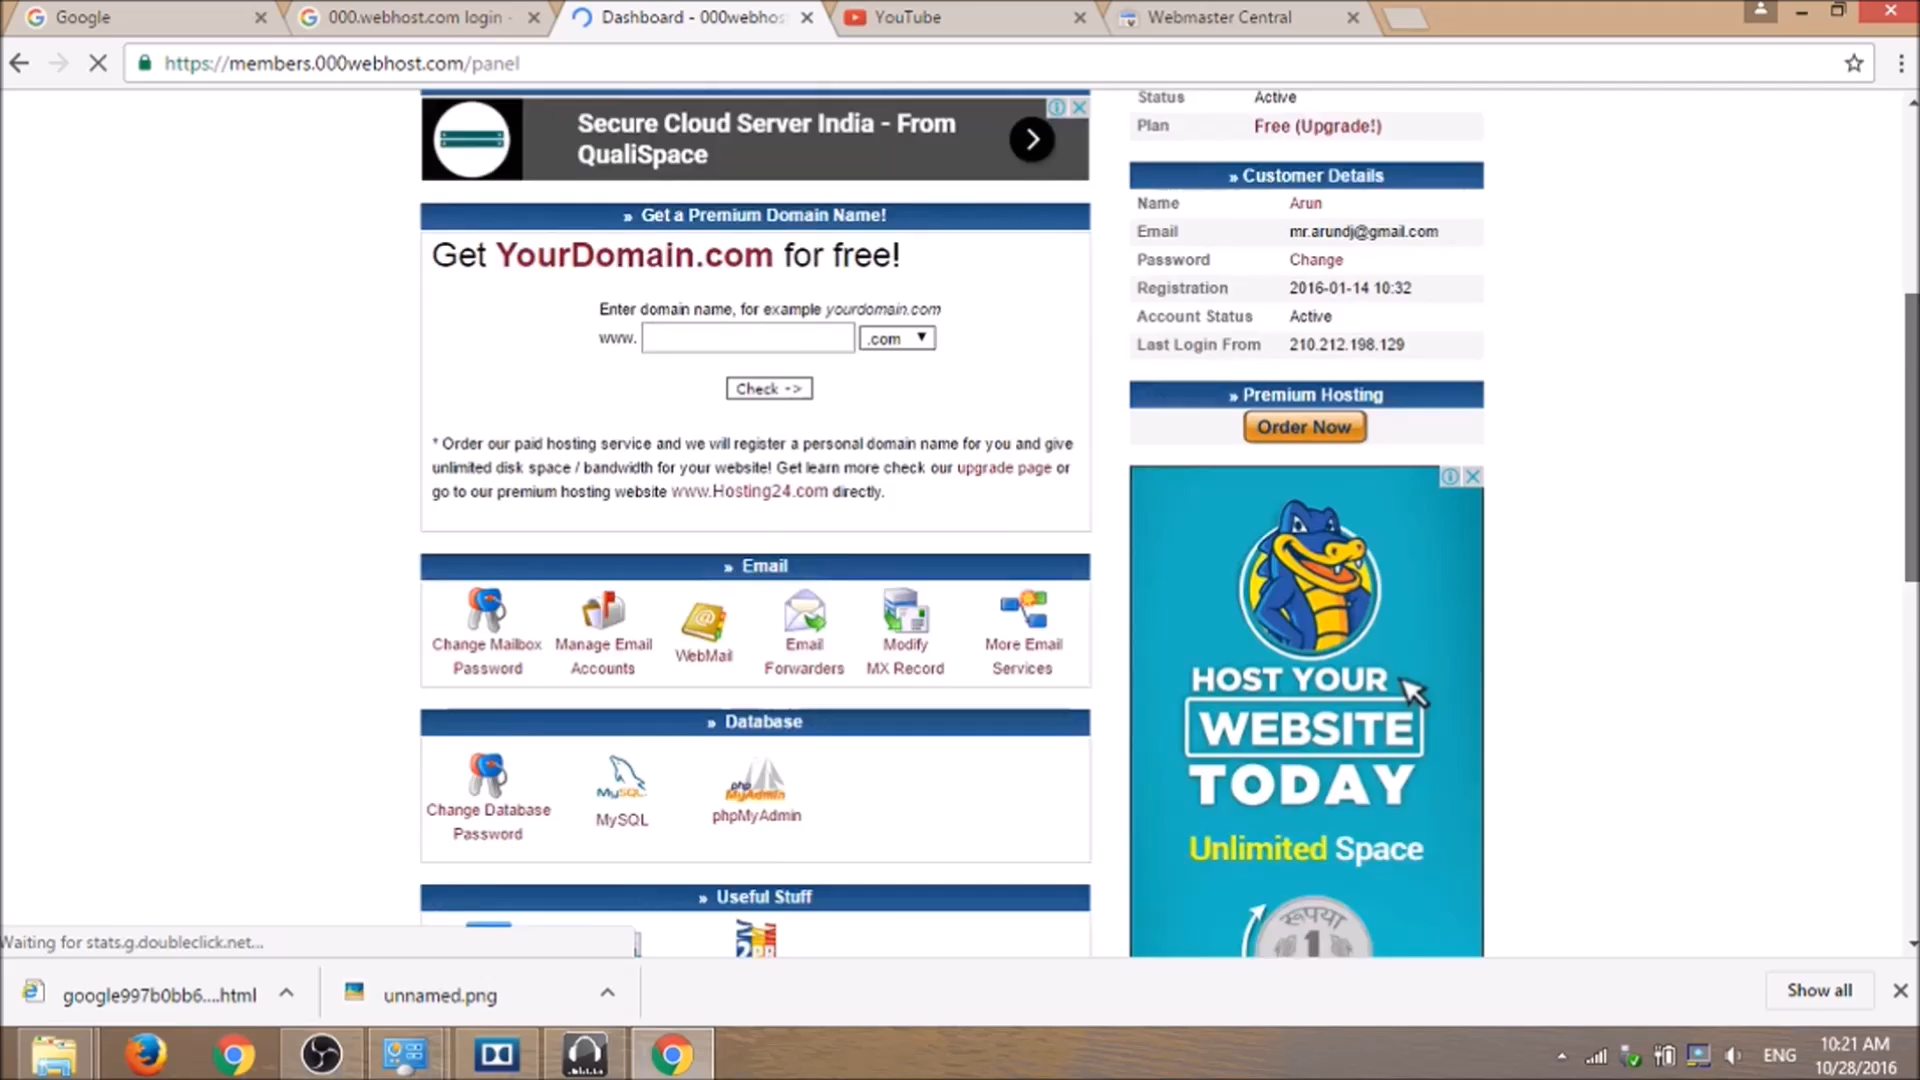 Google
000.webhost.com login -
Dashboard - 000webhos
YouTube
Webmaster Central
https://members.000webhost.com/panel
Secure Cloud Server India - From
QualiSpace
» Get a Premium Domain Name!
Get YourDomain.com for free!
Enter domain name, for example yourdomain.com
www.
.com
Check ->
* Order our paid hosting service and we will register a personal domain name for you and give
unlimited disk space / bandwidth for your website! Get learn more check our upgrade page or
go to our premium hosting website www.Hosting24.com directly.
» Email
Change Mailbox
Password
Manage Email
Accounts
WebMail
Email
Forwarders
Modify
MX Record
More Email
Services
» Database
Change Database
Password
MySQL
MySQL
php
MyAdmin
phpMyAdmin
» Useful Stuff
Status Active
Plan Free (Upgrade!)
» Customer Details
Name Arun
Email mr.arundj@gmail.com
Password Change
Registration 2016-01-14 10:32
Account Status Active
Last Login From 210.212.198.129
» Premium Hosting
Order Now
HOST YOUR
WEBSITE
TODAY
Unlimited Space
रुपया
1
Waiting for stats.g.doubleclick.net...
google997b0bb6....html
unnamed.png
Show all
ENG
10:21 AM
10/28/2016